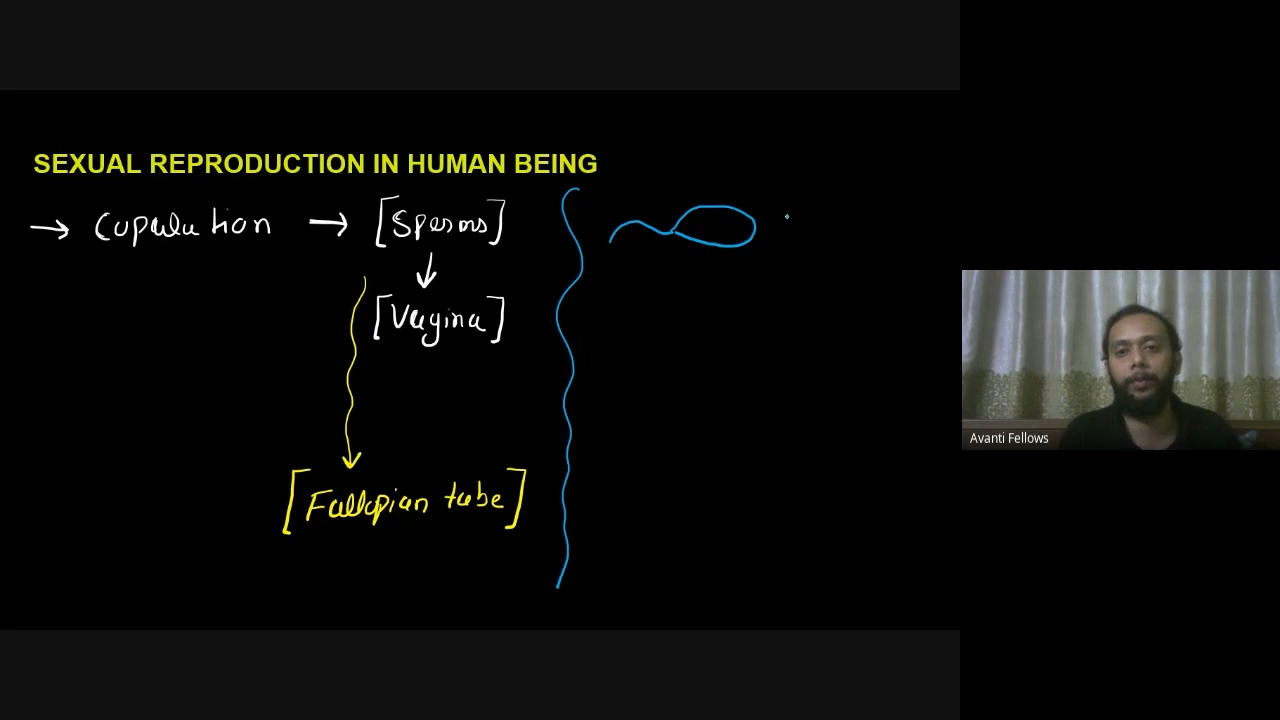 SEXUAL REPRODUCTION IN HUMAN BEING
→ Copulation → [Sperms]
[Vagina]
[Fallopian tube]
Avanti Fellows